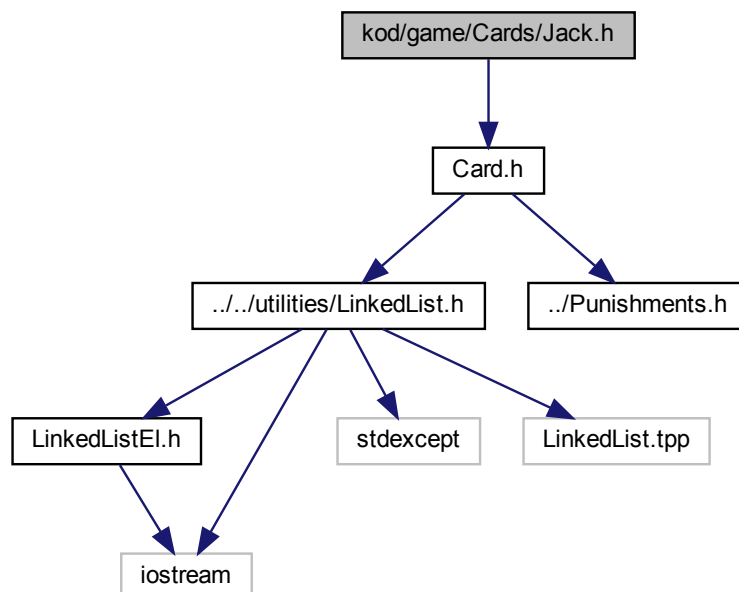 kod/game/Cards/Jack.h
Card.h
../../utilities/LinkedList.h
../Punishments.h
LinkedListEl.h
stdexcept
LinkedList.tpp
iostream